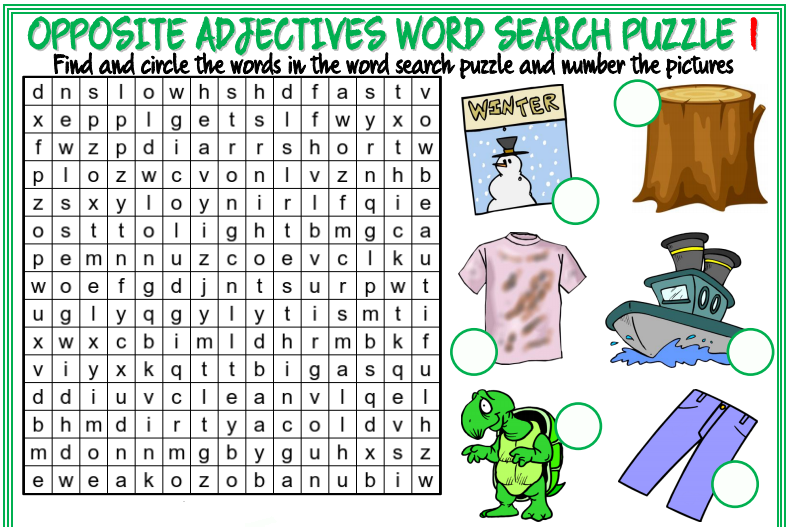 OPPOSITE ADJECTIVES WORD SEARCH PUZZLE 1
Find and circle the words in the word search puzzle and number the pictures
d n s l o w h s h d f a s t v
x e p p l g e t s l f w y x o
f w z p d i a r r s h o r t w
p l o z w c v o n l v z n h b
z s x y l o y n i r l f q i e
o s t t o l i g h t b m g c a
p e m n n u z c o e v c l k u
w o e f g d j n t s u r p w t
u g l y q g y l y t i s m t i
x w x c b i m l d h r m b k f
v i y x k q t t b i g a s q u
d d i u v c l e a n v l q e l
b h m d i r t y a c o l d v h
m d o n n m g b y g u h x s z
e w e a k o z o b a n u b i w
WINTER